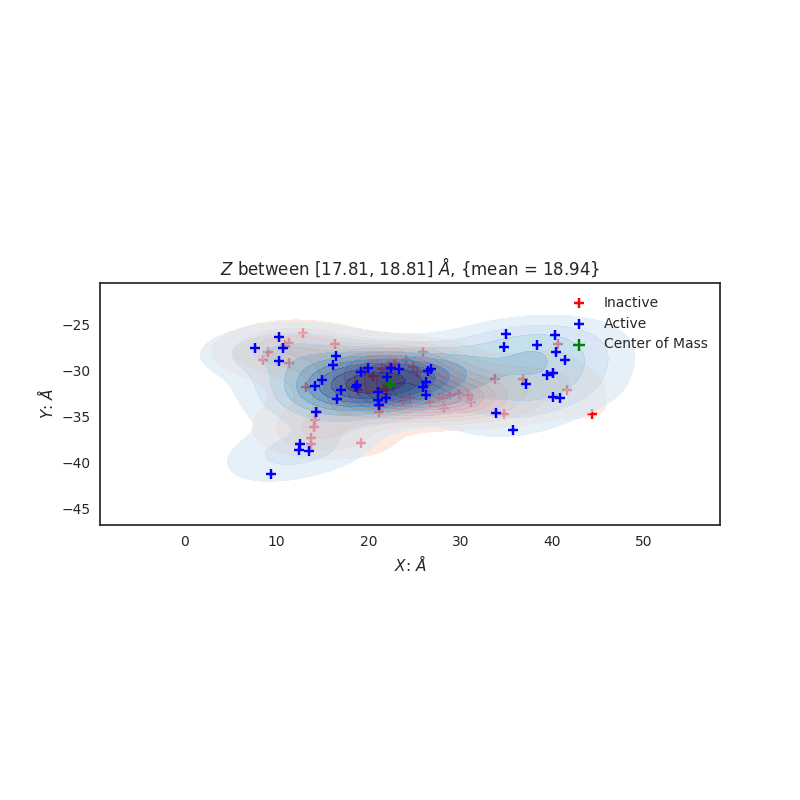 Z between [17.81, 18.81] Å, {mean = 18.94}
Inactive
Active
Center of Mass
−25
−30
−35
−40
−45
Y: Å
0 10 20 30 40 50
X: Å